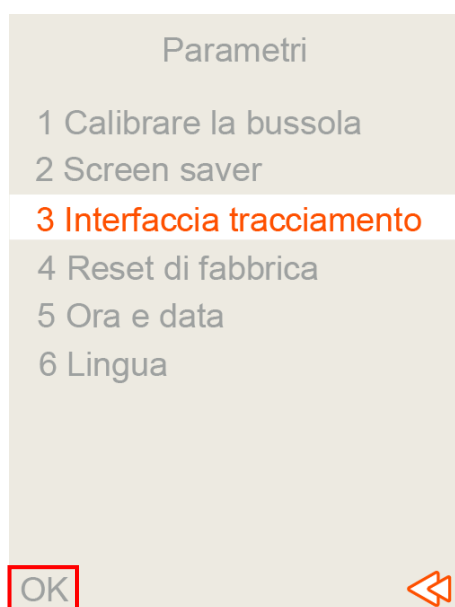 Parametri
1 Calibrare la bussola
2 Screen saver
3 Interfaccia tracciamento
4 Reset di fabbrica
5 Ora e data
6 Lingua
OK